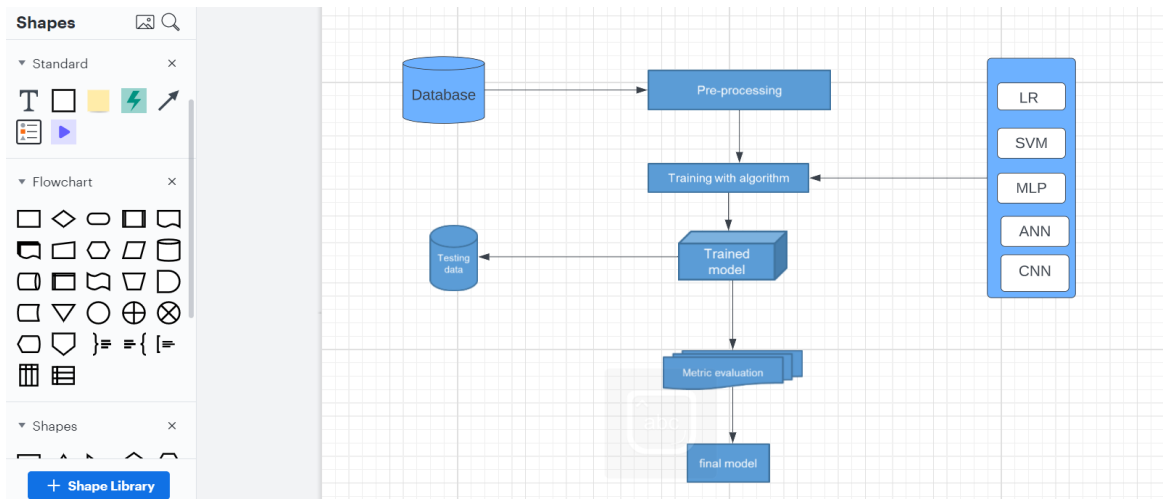 Shapes
Standard
T
Flowchart
Shapes
+ Shape Library
Database
Pre-processing
Training with algorithm
Testing
data
Trained
model
Metric evaluation
abc
final model
LR
SVM
MLP
ANN
CNN